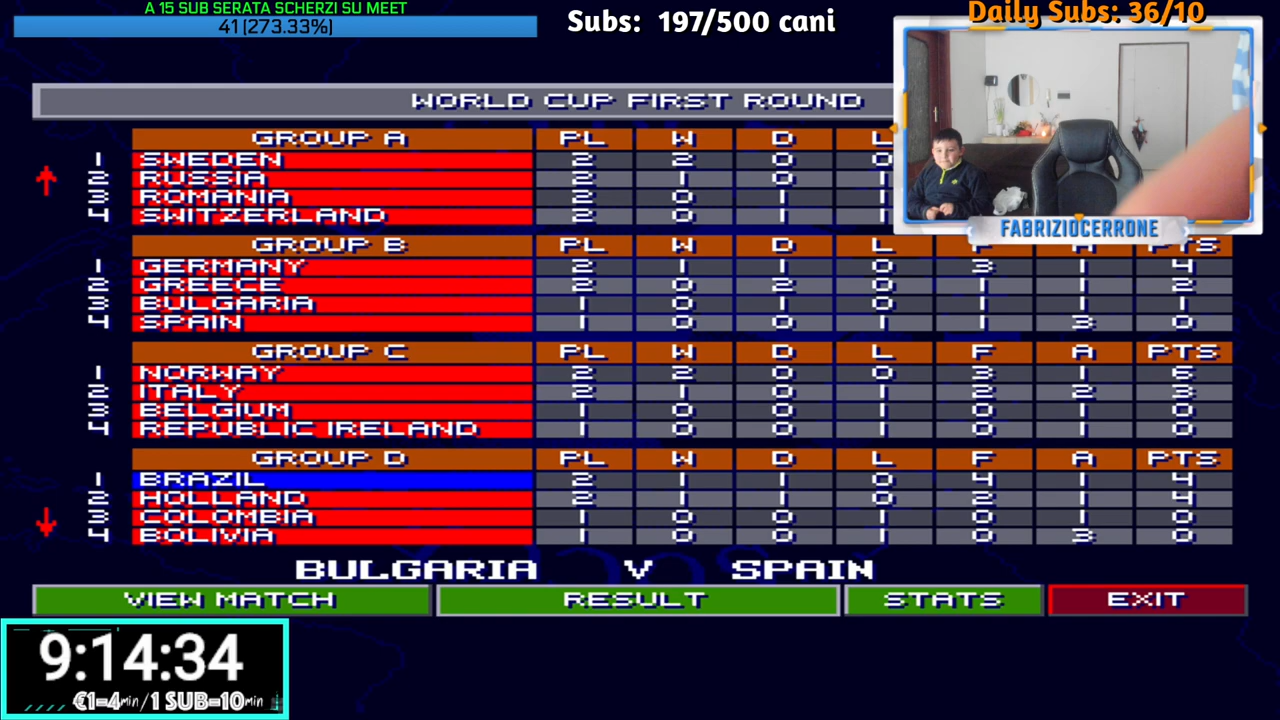 A 15 SUB SERATA SCHERZI SU MEET
41 (273.33%)
Subs: 197/500 cani
Daily Subs: 36/10
WORLD CUP FIRST ROUND
GROUP A PL W D L
1 SWEDEN 2 2 0 0
2 RUSSIA 2 1 0 1
3 ROMANIA 2 0 1 1
4 SWITZERLAND 2 0 1 1
FABRIZIOCERRONE
GROUP B PL W D L F A PTS
1 GERMANY 2 1 1 0 3 1 4
2 GREECE 2 0 2 0 1 1 2
3 BULGARIA 1 0 1 0 1 1 1
4 SPAIN 1 0 0 1 1 3 0
GROUP C PL W D L F A PTS
1 NORWAY 2 2 0 0 3 1 6
2 ITALY 2 1 0 1 2 2 3
3 BELGIUM 1 0 0 1 0 1 0
4 REPUBLIC IRELAND 1 0 0 1 0 1 0
GROUP D PL W D L F A PTS
1 BRAZIL 2 1 1 0 4 1 4
2 HOLLAND 2 1 1 0 2 1 4
3 COLOMBIA 1 0 0 1 0 1 0
4 BOLIVIA 1 0 0 1 0 3 0
BULGARIA V SPAIN
VIEW MATCH RESULT STATS EXIT
9:14:34
€1=4min/1 SUB=10min